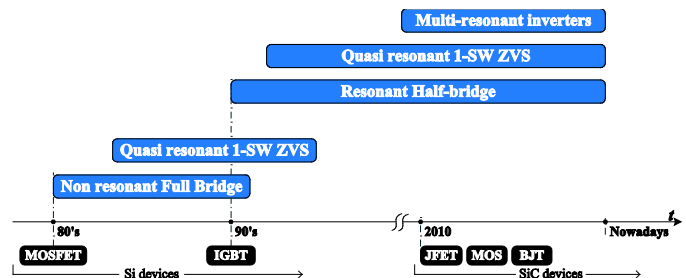 Multi-resonant inverters
Quasi resonant 1-SW ZVS
Resonant Half-bridge
Quasi resonant 1-SW ZVS
Non resonant Full Bridge
t
80's 90's 2010 Nowadays
MOSFET IGBT JFET MOS BJT
Si devices SiC devices